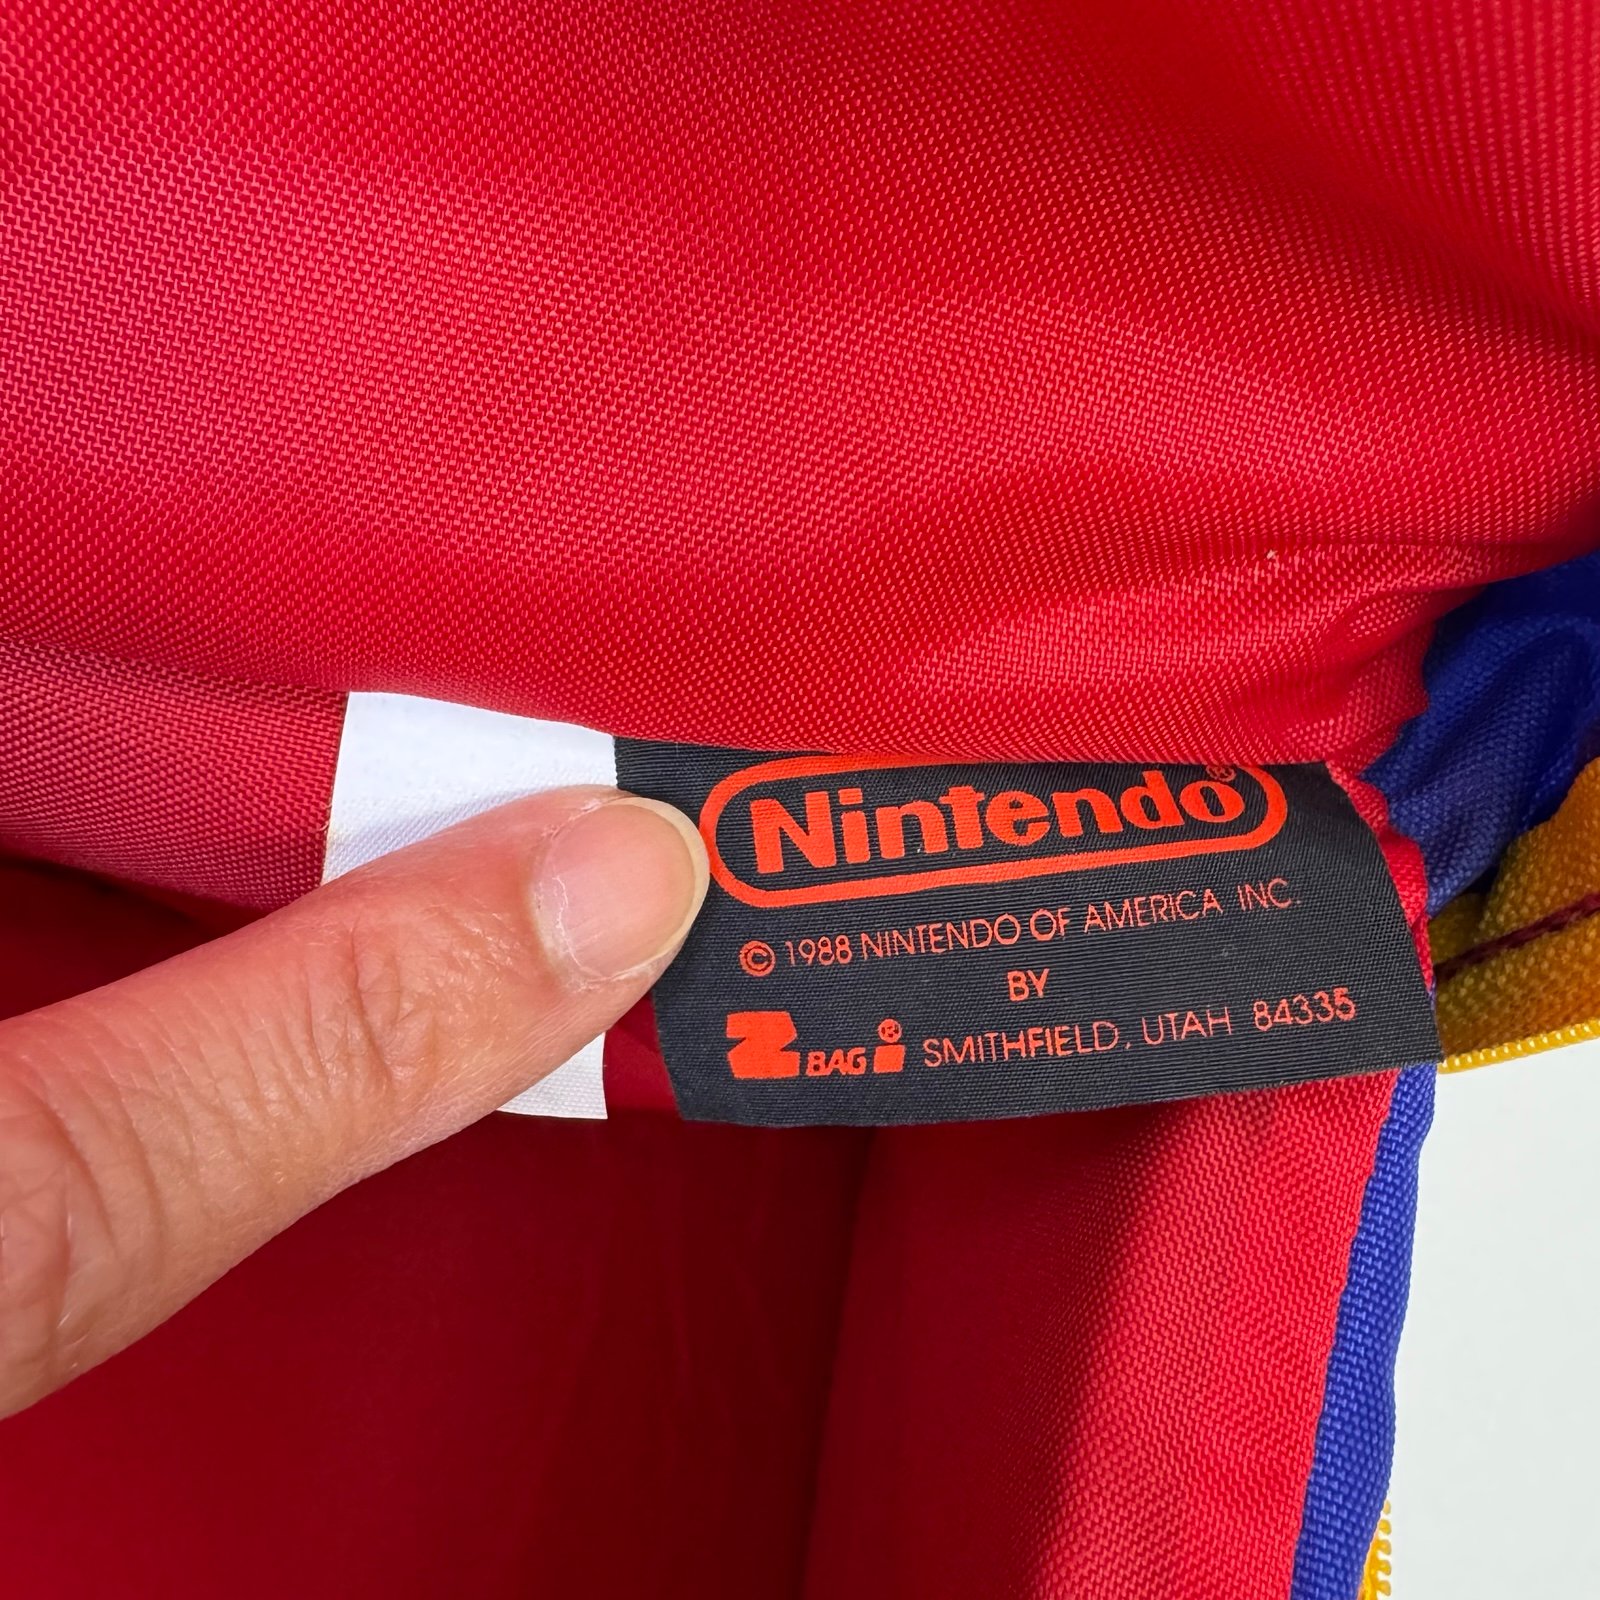 Nintendo®
© 1988 NINTENDO OF AMERICA INC.
BY
Z BAG i® SMITHFIELD, UTAH 84335